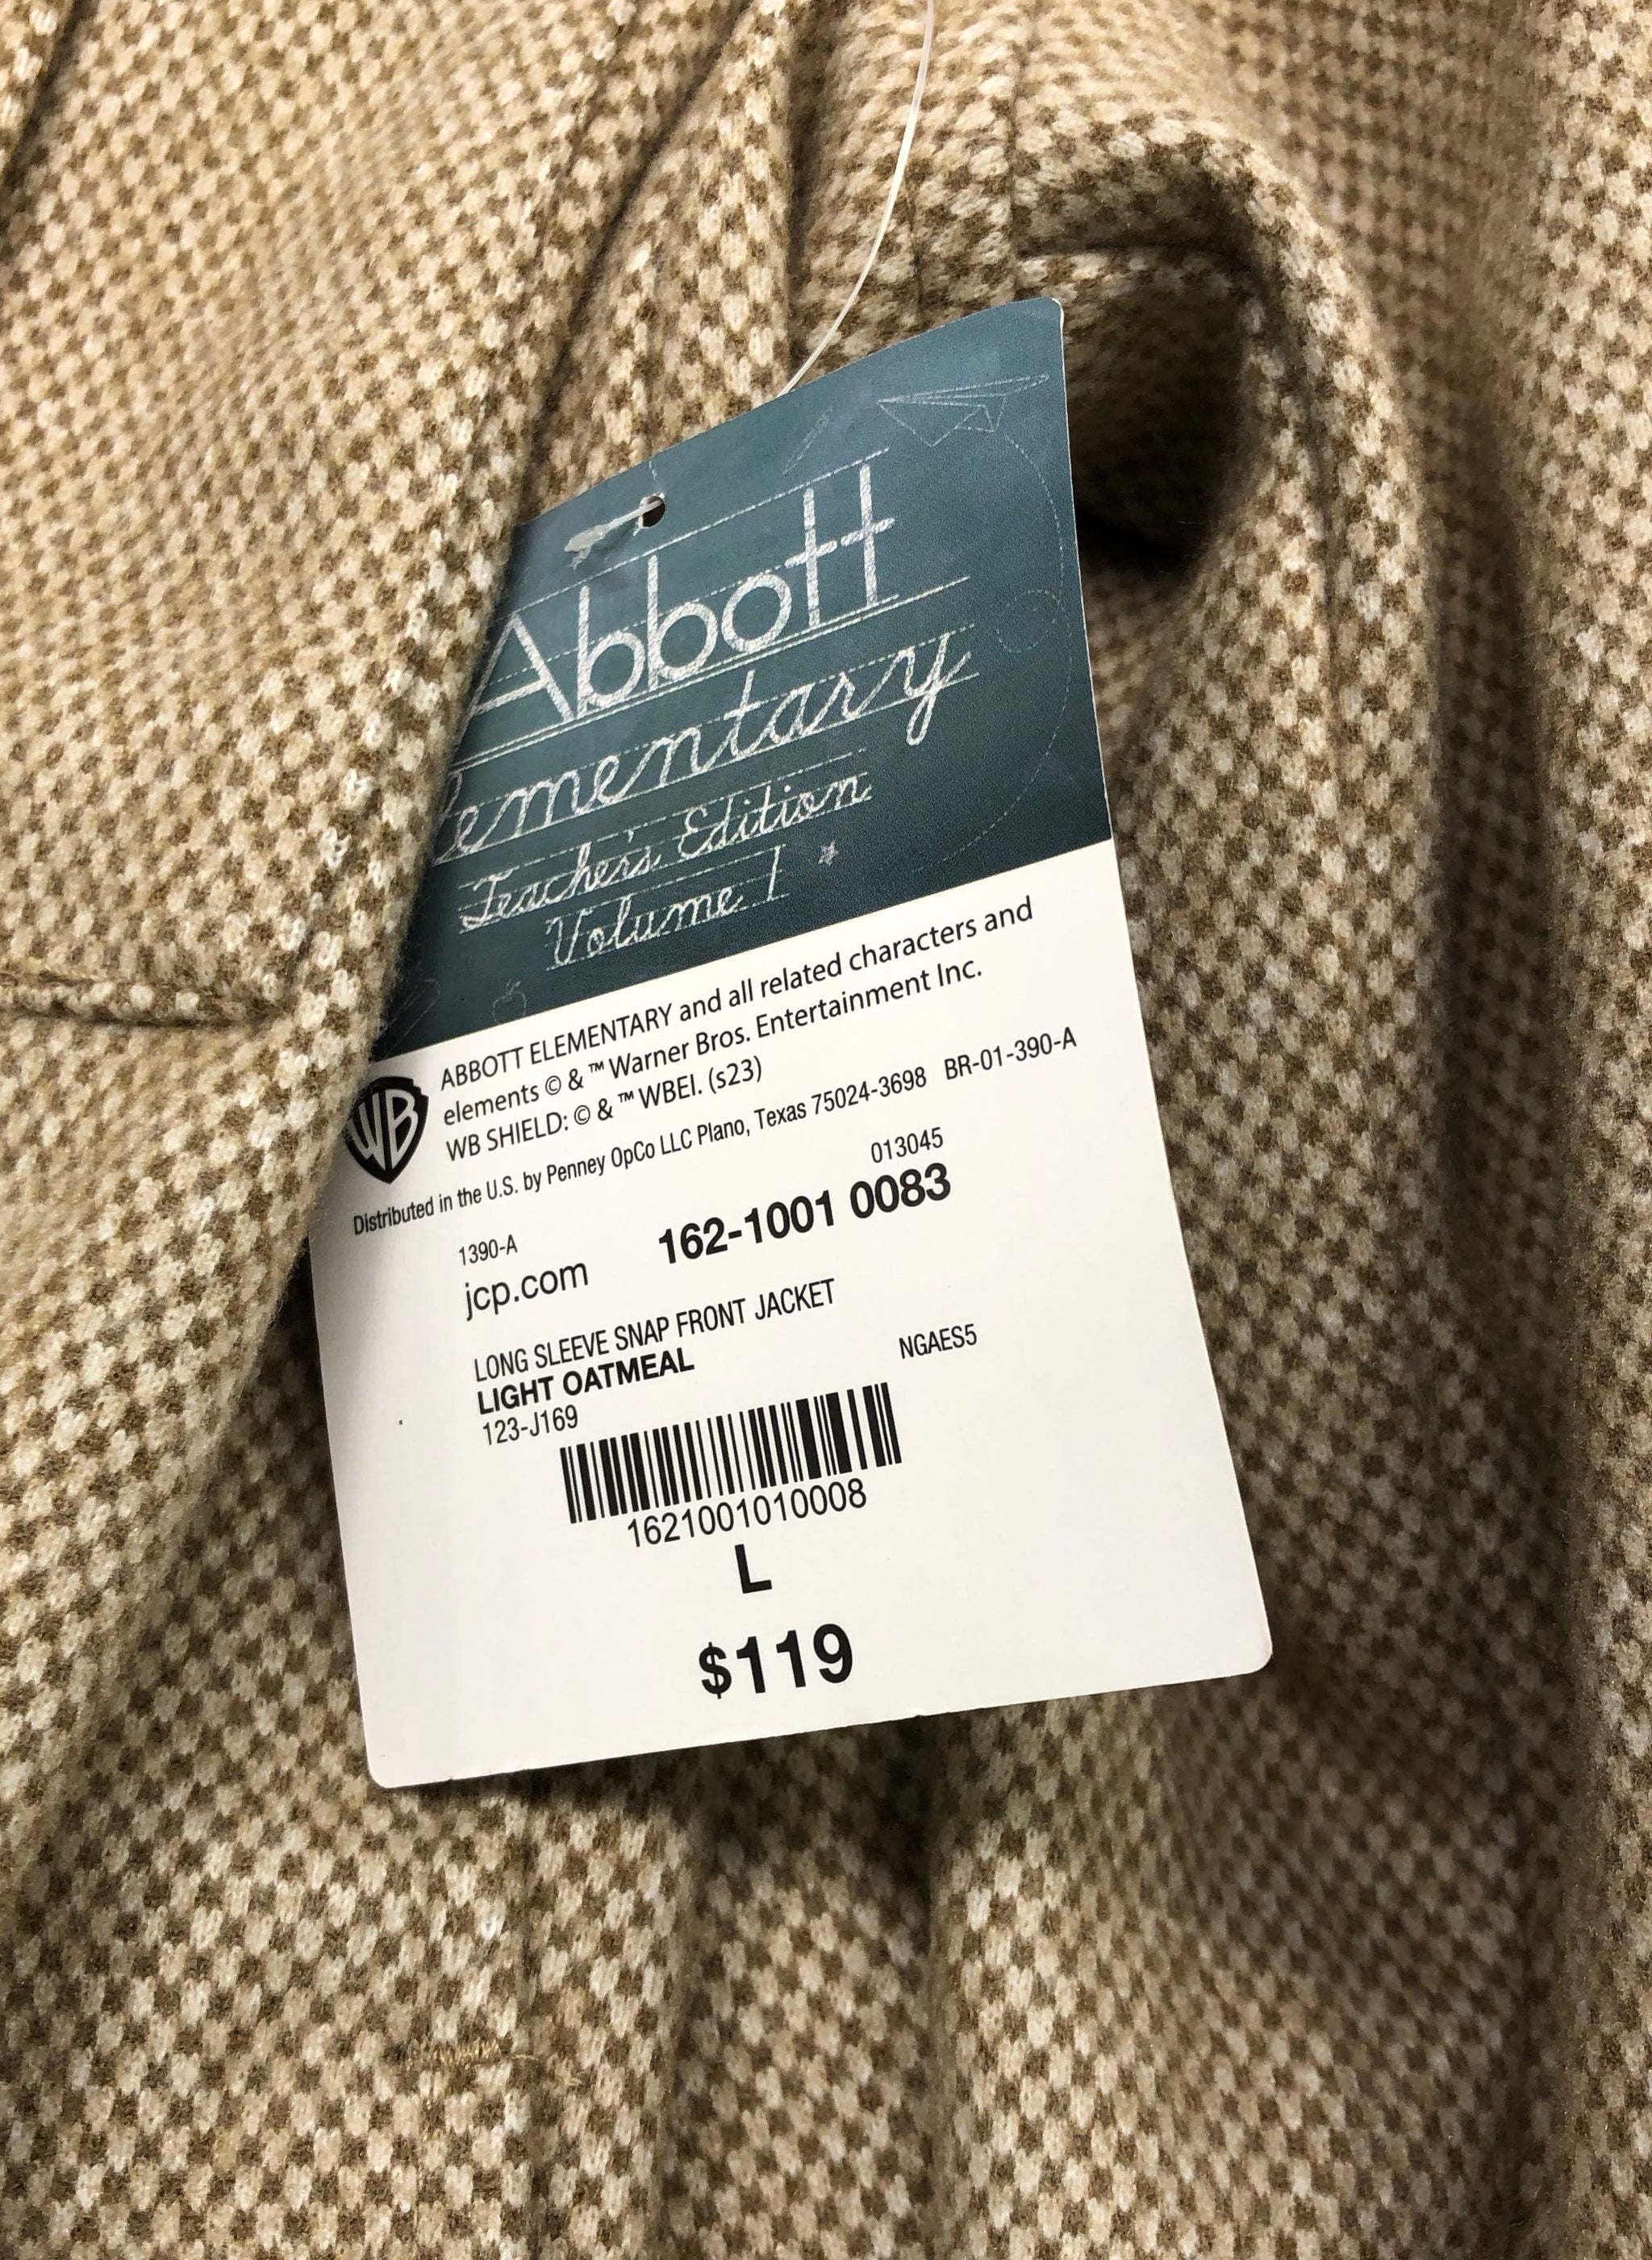 Abbott
lementary
Teacher's Edition
Volume 1
ABBOTT ELEMENTARY and all related characters and
elements © & ™ Warner Bros. Entertainment Inc.
WB SHIELD: © & ™ WBEI. (s23)
WB
Distributed in the U.S. by Penney OpCo LLC Plano, Texas 75024-3698 BR-01-390-A
013045
1390-A
162-1001 0083
jcp.com
LONG SLEEVE SNAP FRONT JACKET
LIGHT OATMEAL
NGAES5
123-J169
1621001010008
L
$119